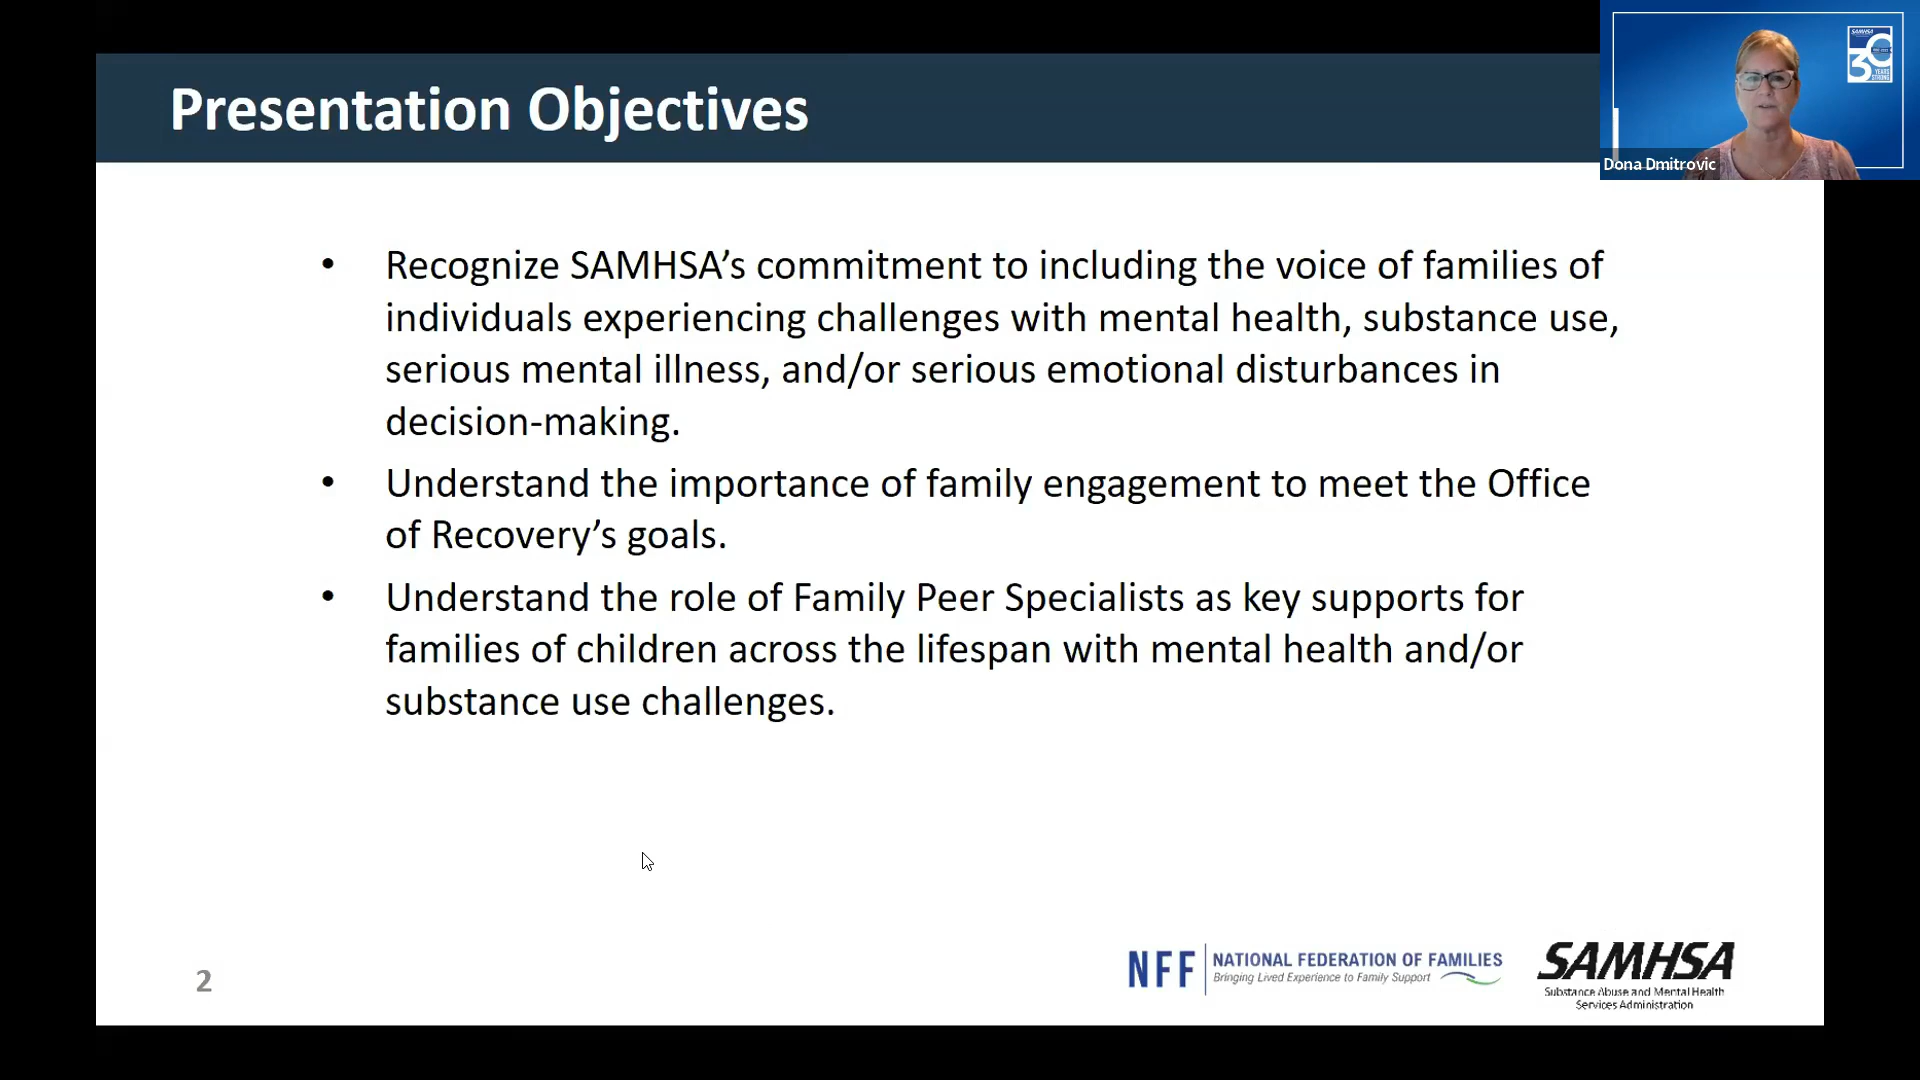 Presentation Objectives
SAMHSA
30
YEARS
STRONG
Dona Dmitrovic
• Recognize SAMHSA’s commitment to including the voice of families of
individuals experiencing challenges with mental health, substance use,
serious mental illness, and/or serious emotional disturbances in
decision-making.
• Understand the importance of family engagement to meet the Office
of Recovery’s goals.
• Understand the role of Family Peer Specialists as key supports for
families of children across the lifespan with mental health and/or
substance use challenges.
2
NFF
NATIONAL FEDERATION OF FAMILIES
Bringing Lived Experience to Family Support
SAMHSA
Substance Abuse and Mental Health
Services Administration